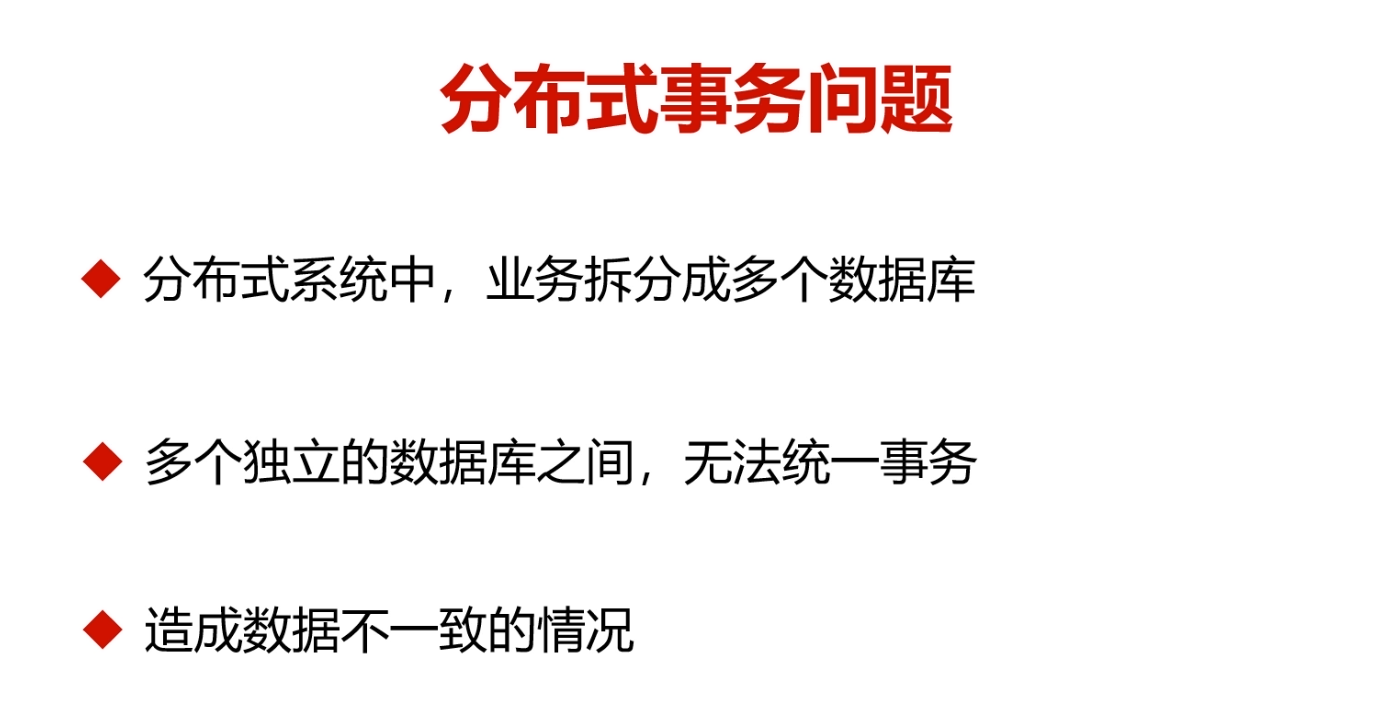 分布式事务问题
分布式系统中，业务拆分成多个数据库
多个独立的数据库之间，无法统一事务
造成数据不一致的情况